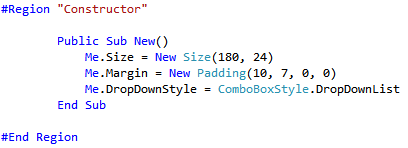 #Region "Constructor"
Public Sub New()
Me.Size = New Size(180, 24)
Me.Margin = New Padding(10, 7, 0, 0)
Me.DropDownStyle = ComboBoxStyle.DropDownList
End Sub
#End Region